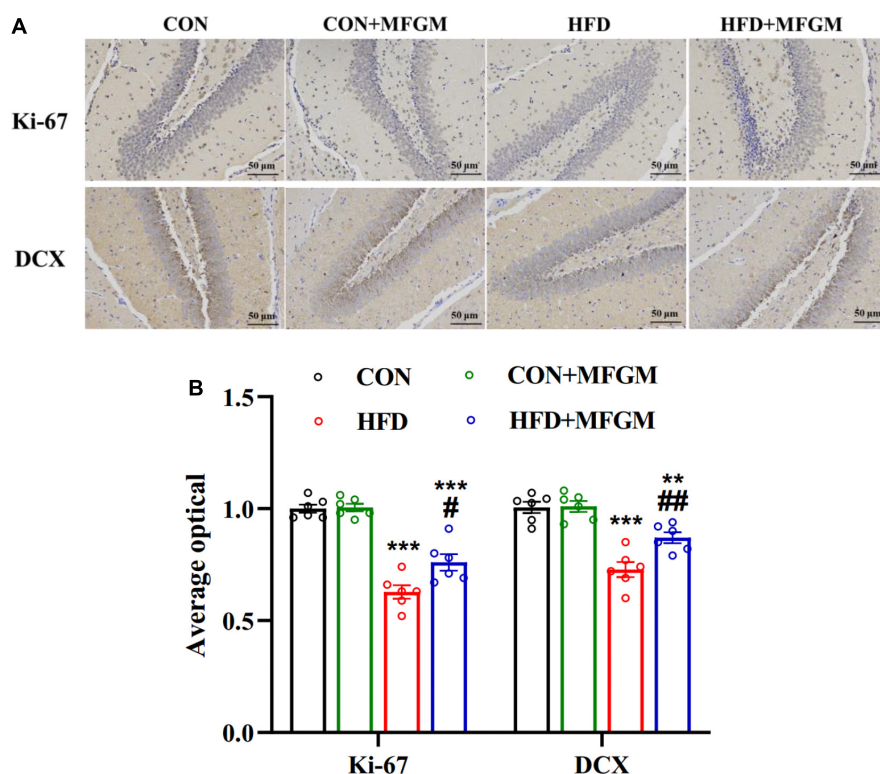 A
CON CON+MFGM HFD HFD+MFGM
Ki-67
50 μm 50 μm 50 μm 50 μm
DCX
50 μm 50 μm 50 μm 50 μm
B
CON CON+MFGM
HFD HFD+MFGM
Average optical
1.5
1.0
0.5
0.0
***
***
#
***
**
##
Ki-67 DCX